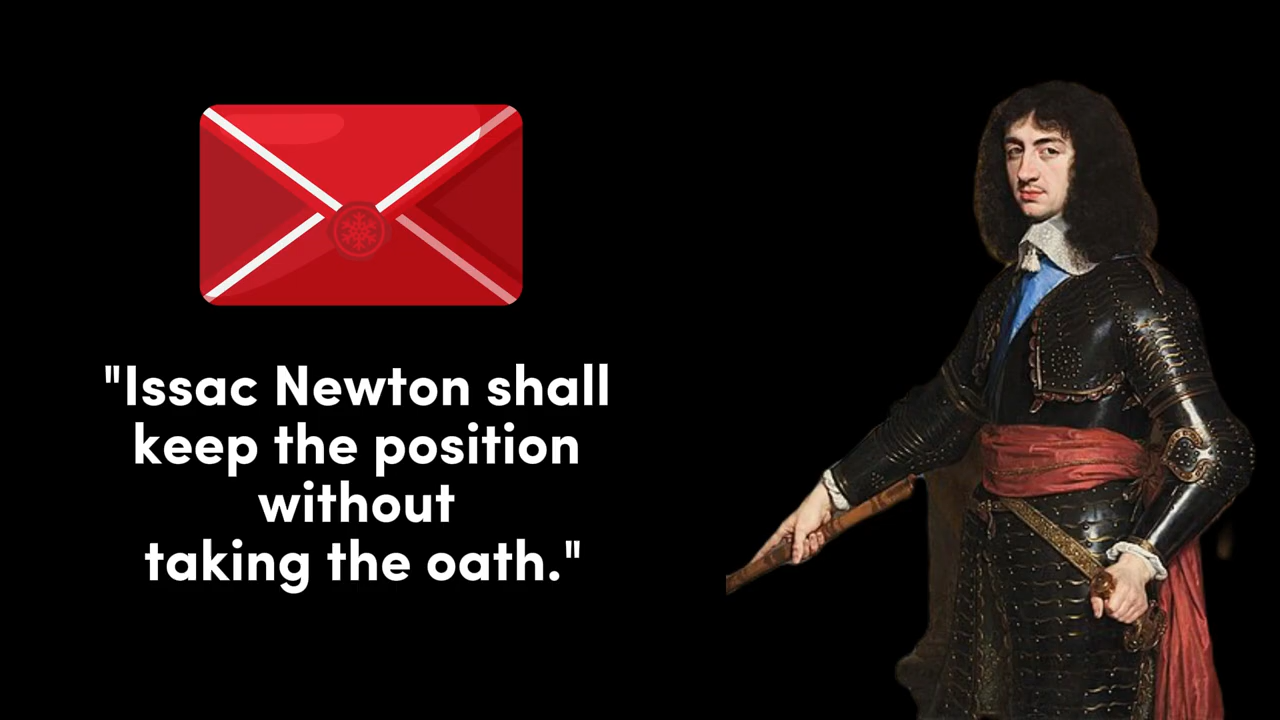 "Issac Newton shall
keep the position
without
taking the oath."